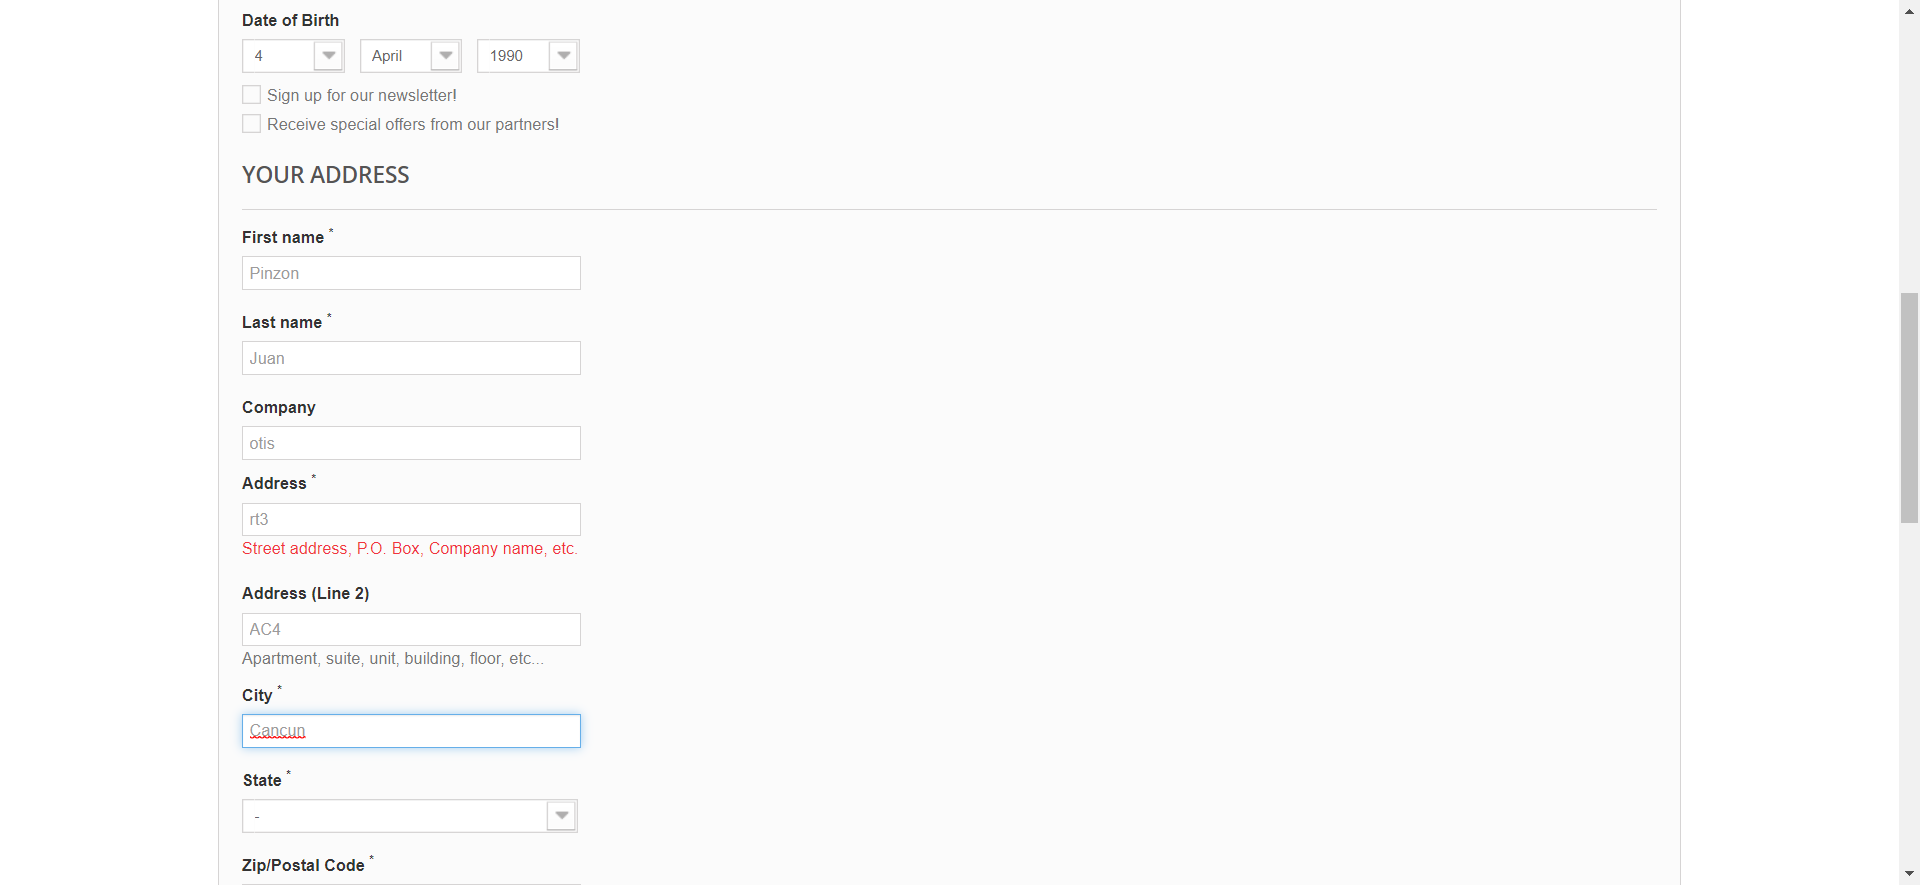 Date of Birth
4 April 1990
Sign up for our newsletter!
Receive special offers from our partners!
YOUR ADDRESS
First name *
Pinzon
Last name *
Juan
Company
otis
Address *
rt3
Street address, P.O. Box, Company name, etc.
Address (Line 2)
AC4
Apartment, suite, unit, building, floor, etc...
City *
Cancun
State *
-
Zip/Postal Code *